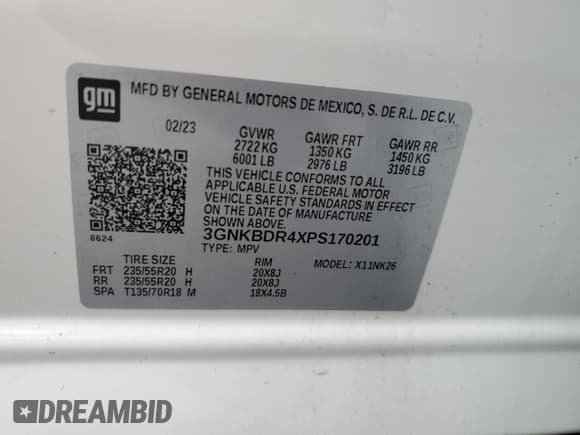 gm
MFD BY GENERAL MOTORS DE MEXICO, S. DE R.L. DE C.V.
02/23 GVWR GAWR FRT GAWR RR
2722 KG 1350 KG 1450 KG
6001 LB 2976 LB 3196 LB
THIS VEHICLE CONFORMS TO ALL
APPLICABLE U.S. FEDERAL MOTOR
VEHICLE SAFETY STANDARDS IN EFFECT
ON THE DATE OF MANUFACTURE
SHOWN ABOVE.
8624 3GNKBDR4XPS170201
TYPE: MPV MODEL: X11NK26
TIRE SIZE RIM
FRT 235/55R20 H 20X8J
RR 235/55R20 H 20X8J
SPA T135/70R18 M 18X4.5B
DREAMBID